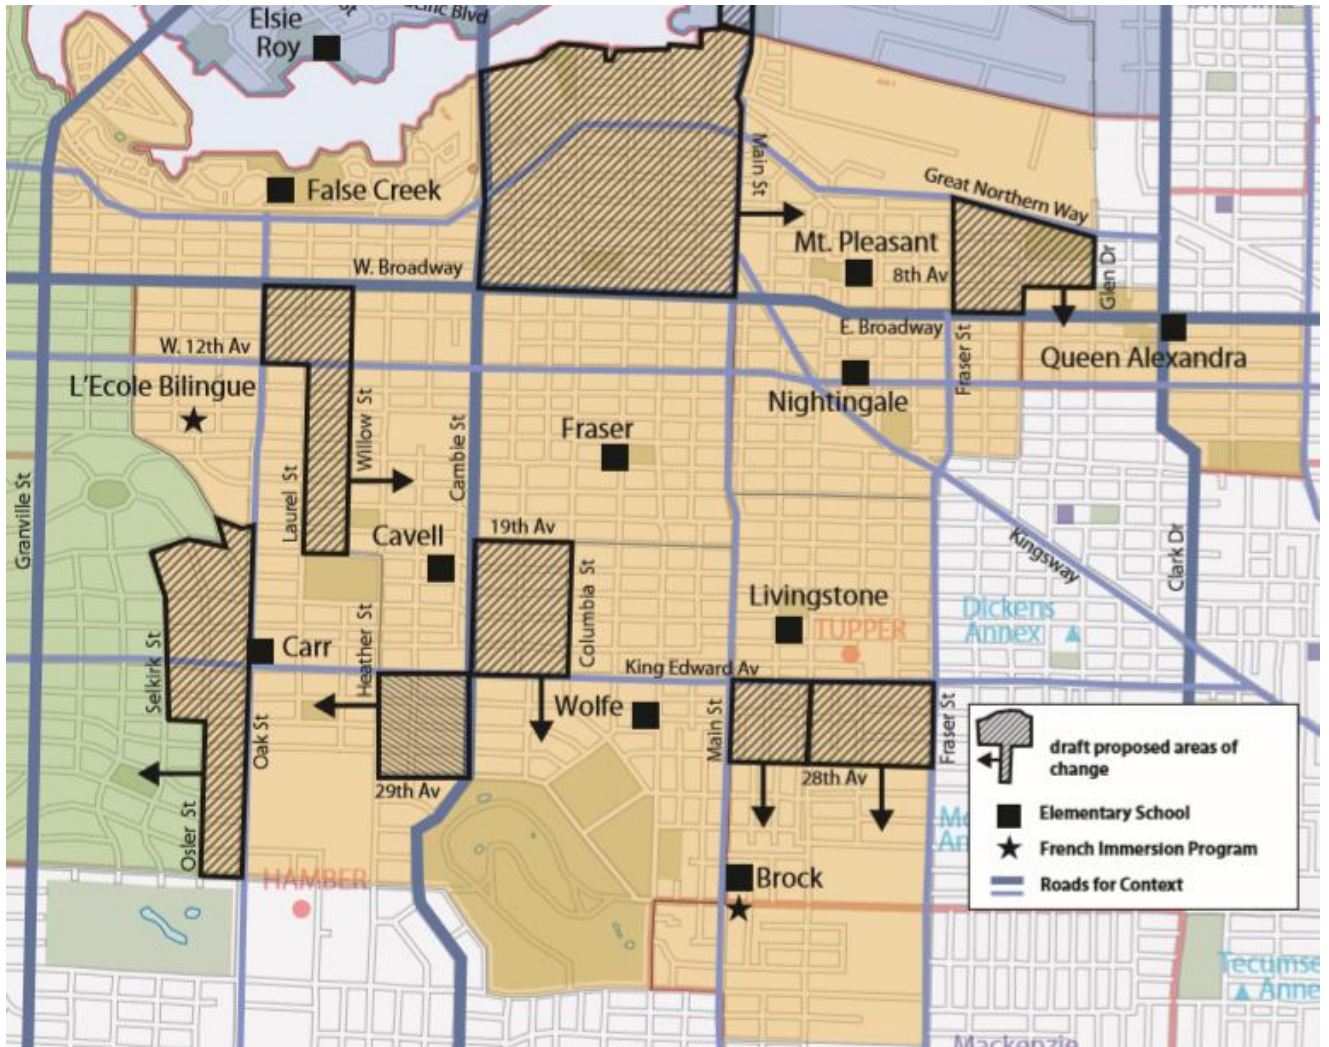 Elsie
Roy
Blvd
False Creek
Main St
Great Northern Way
Mt. Pleasant
8th Av
Glen Dr
W. Broadway
E. Broadway
Fraser St
Queen Alexandra
W. 12th Av
L'Ecole Bilingue
Nightingale
Willow St
Cambie St
Fraser
Laurel St
Granville St
Cavell
19th Av
Columbia St
Kingsway
Clark Dr
Livingstone
TUPPER
Dickens
Annex
Selkirk St
Carr
Heather St
King Edward Av
Wolfe
Oak St
Main St
Fraser St
29th Av
28th Av
Osler St
HAMBER
Brock
draft proposed areas of
change
Elementary School
French Immersion Program
Roads for Context
Tecumse
Anne
Mackenzie